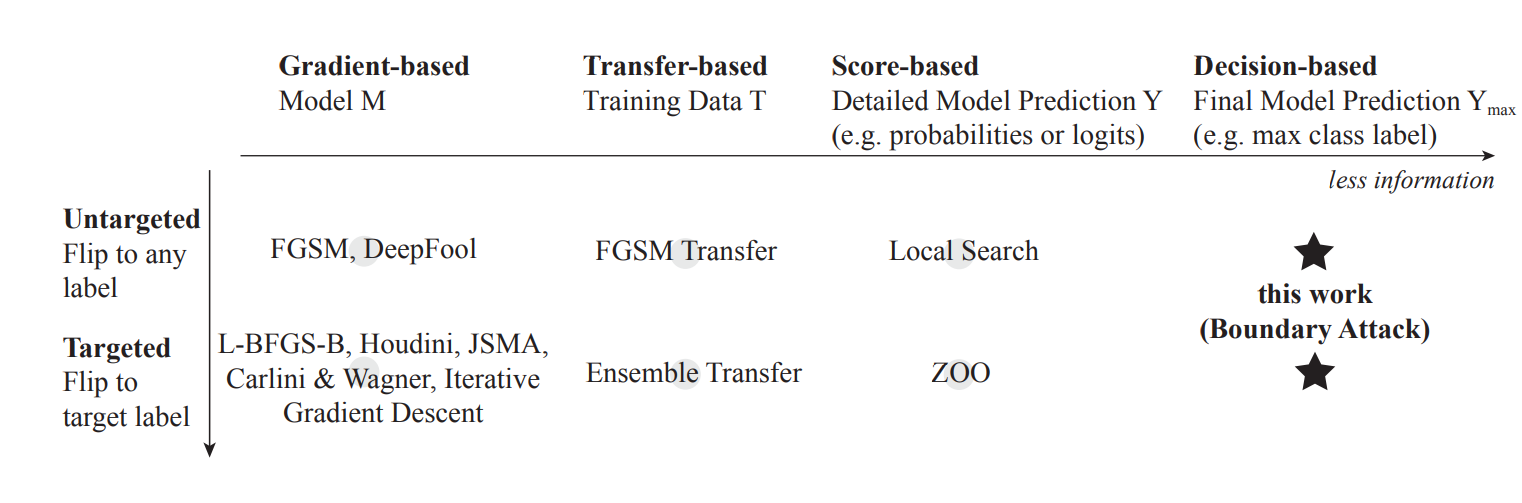 Gradient-based
Model M
Transfer-based
Training Data T
Score-based
Detailed Model Prediction Y
(e.g. probabilities or logits)
Decision-based
Final Model Prediction Ymax
(e.g. max class label)
less information
Untargeted
Flip to any
label
FGSM, DeepFool
FGSM Transfer
Local Search
this work
(Boundary Attack)
Targeted
Flip to
target label
L-BFGS-B, Houdini, JSMA,
Carlini & Wagner, Iterative
Gradient Descent
Ensemble Transfer
ZOO